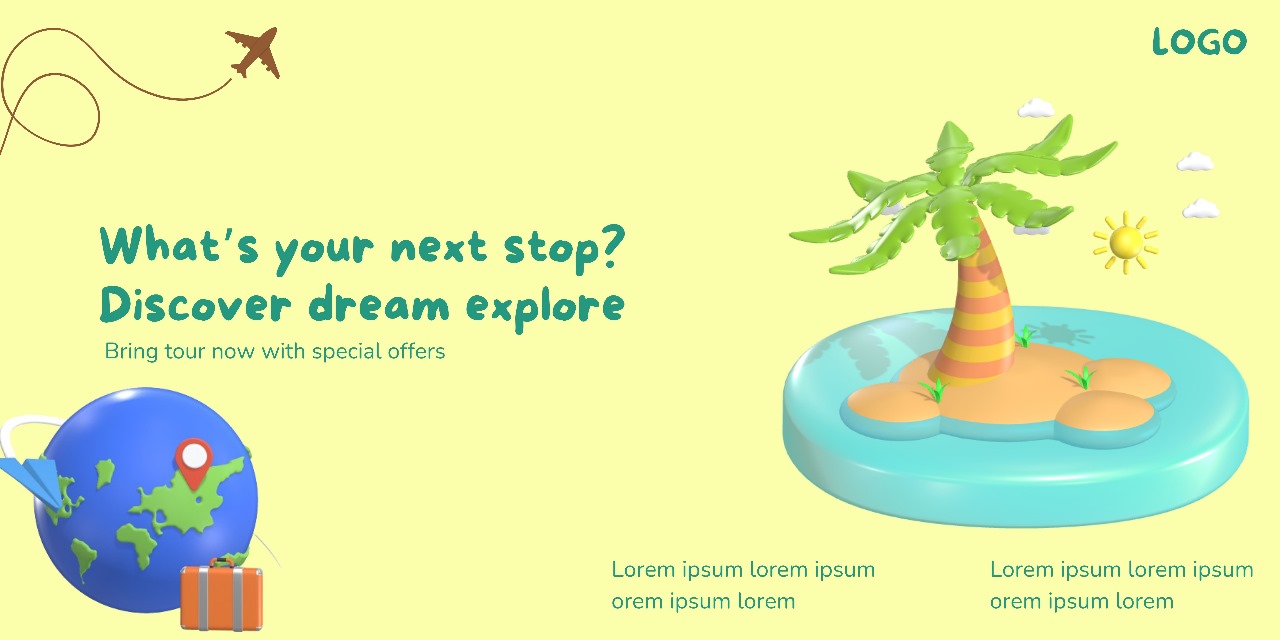 LOGO
What's your next stop?
Discover dream explore
Bring tour now with special offers
Lorem ipsum lorem ipsum
orem ipsum lorem
Lorem ipsum lorem ipsum
orem ipsum lorem